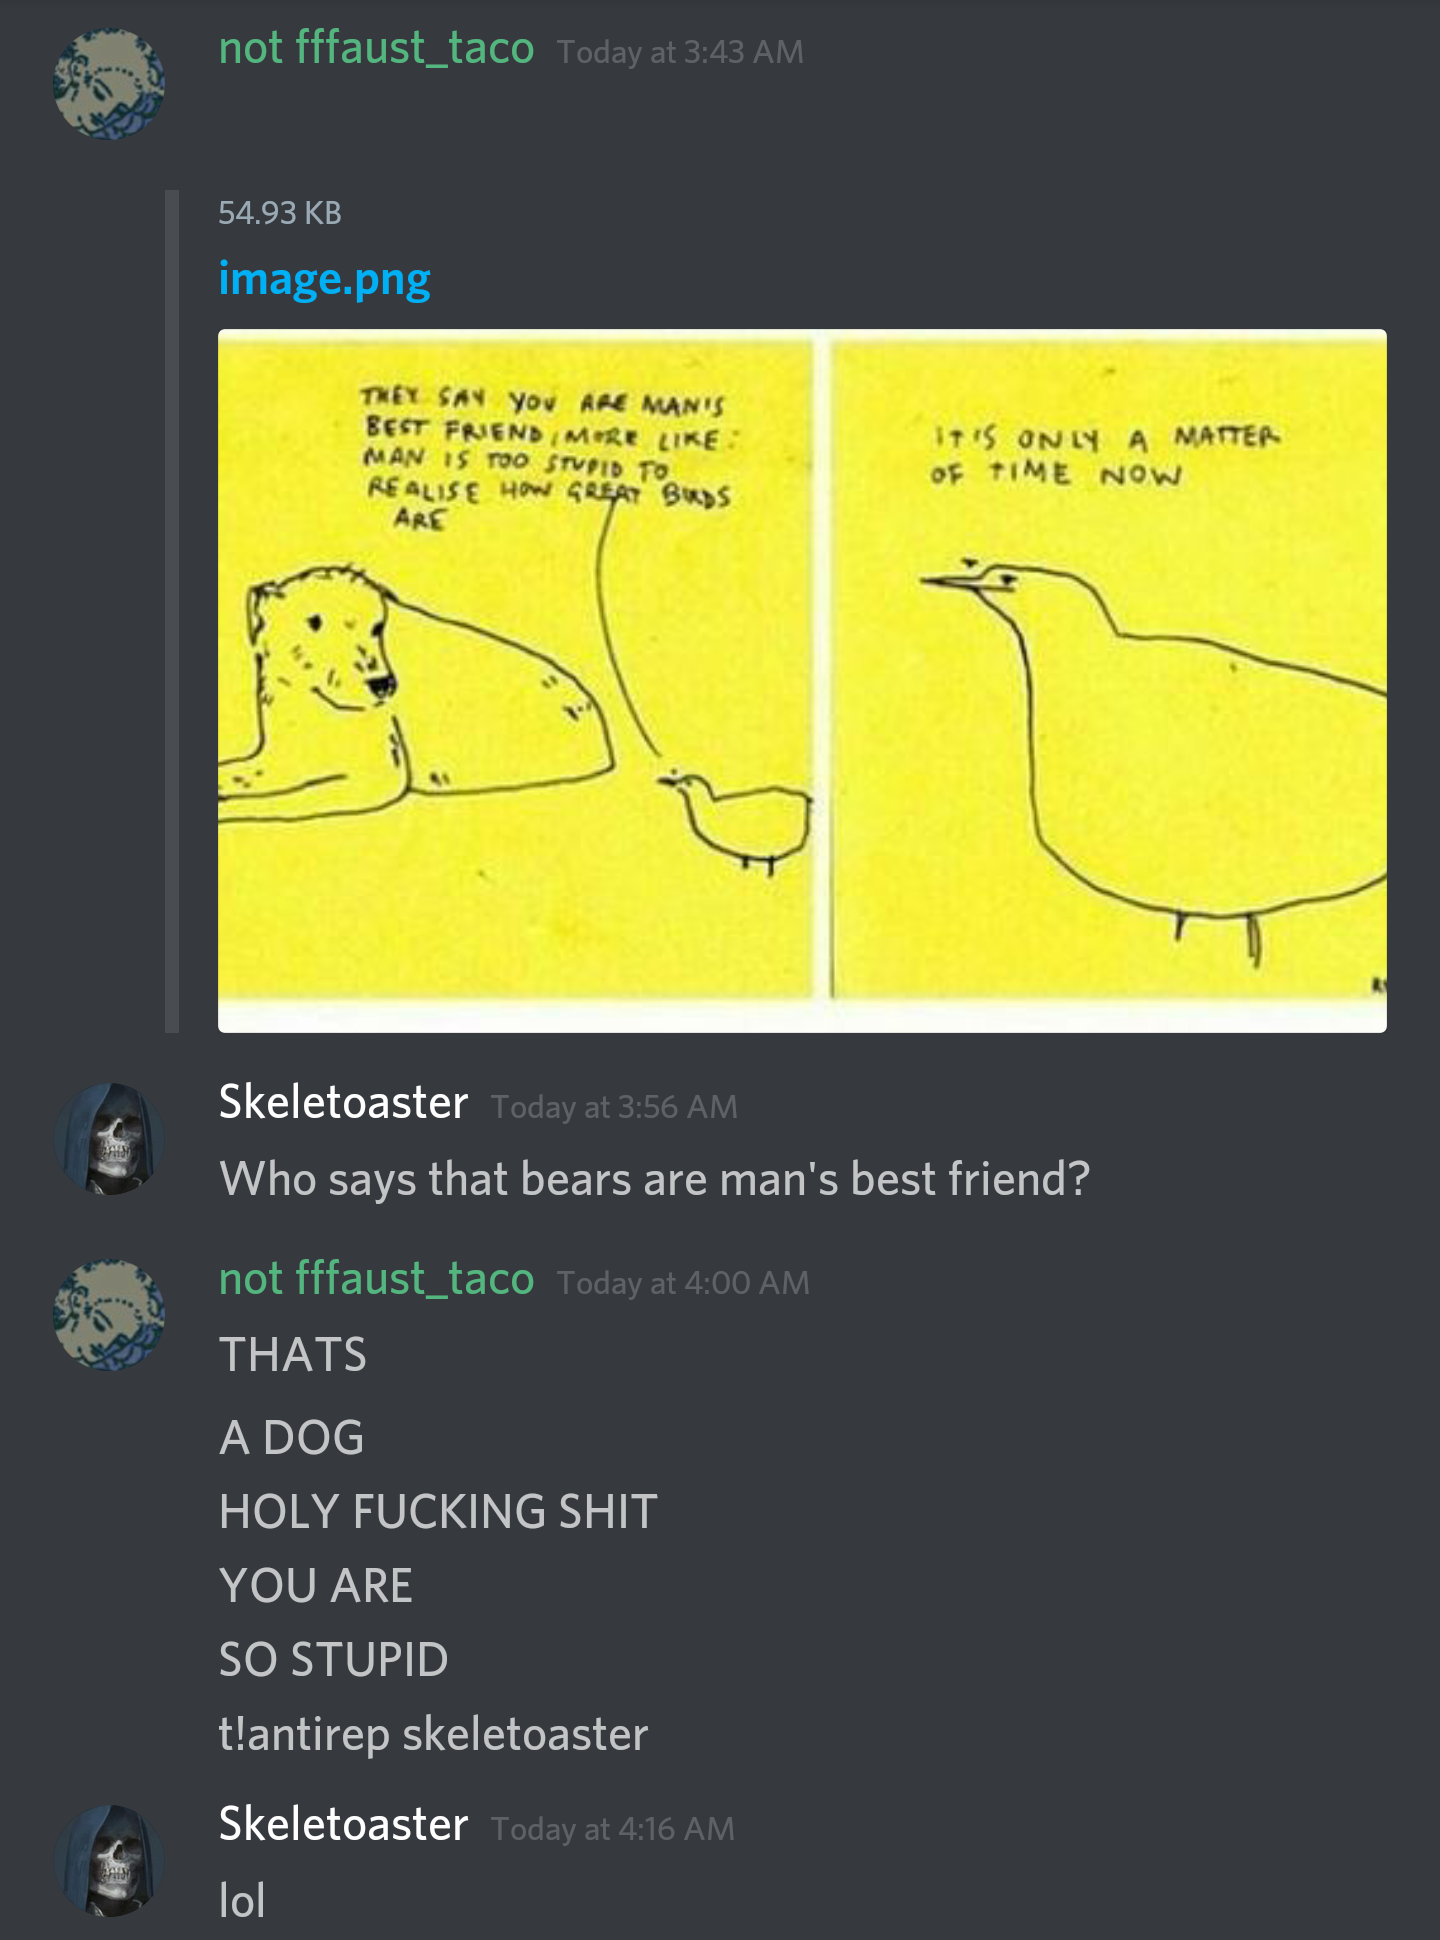 not fffaust_taco Today at 3:43 AM
54.93 KB
image.png
THEY SAY YOU ARE MAN'S
BEST FRIEND, MORE LIKE:
MAN IS TOO STUPID TO
REALISE HOW GREAT BIRDS
ARE
IT'S ONLY A MATTER
OF TIME NOW
Skeletoaster Today at 3:56 AM
Who says that bears are man's best friend?
not fffaust_taco Today at 4:00 AM
THATS
A DOG
HOLY FUCKING SHIT
YOU ARE
SO STUPID
t!antirep skeletoaster
Skeletoaster Today at 4:16 AM
lol